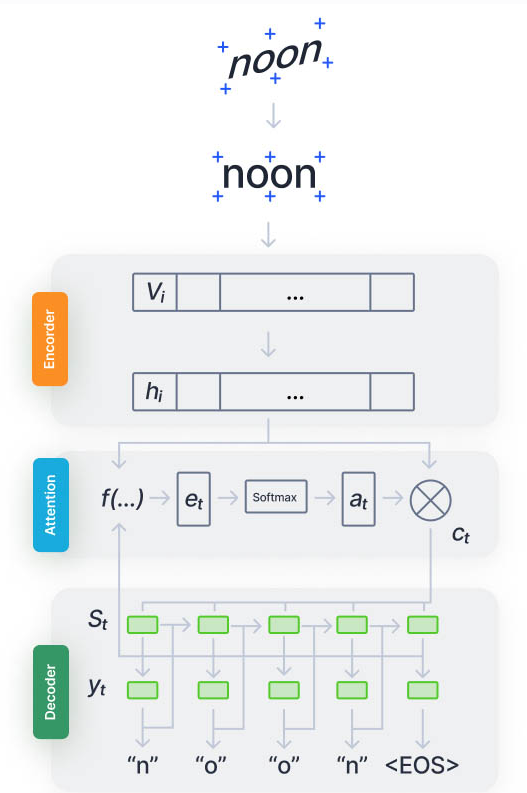 noon
noon
Encorder
Vi ...
hi ...
Attention
f(...) et Softmax at
ct
Decoder
St
yt
“n” “o” “o” “n” <EOS>